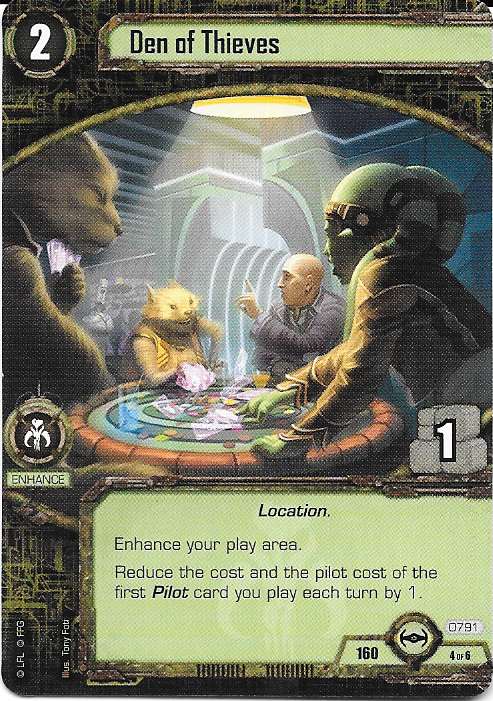 2
Den of Thieves
1
ENHANCE
Location.
Enhance your play area.
Reduce the cost and the pilot cost of the
first Pilot card you play each turn by 1.
0791
160
4 OF 6
© LFL © FFG
Illus. Tony Foti